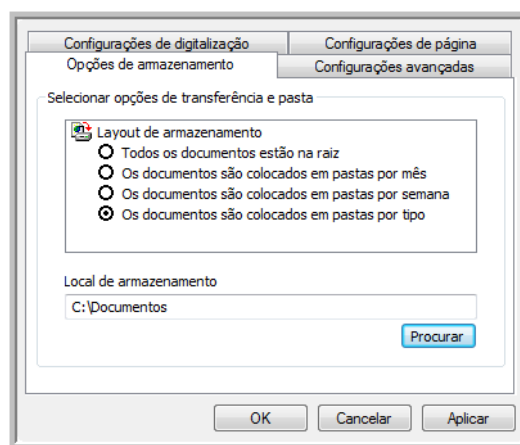 Configurações de digitalização
Configurações de página
Opções de armazenamento
Configurações avançadas
Selecionar opções de transferência e pasta
Layout de armazenamento
Todos os documentos estão na raiz
Os documentos são colocados em pastas por mês
Os documentos são colocados em pastas por semana
Os documentos são colocados em pastas por tipo
Local de armazenamento
C:\Documentos
Procurar
OK
Cancelar
Aplicar